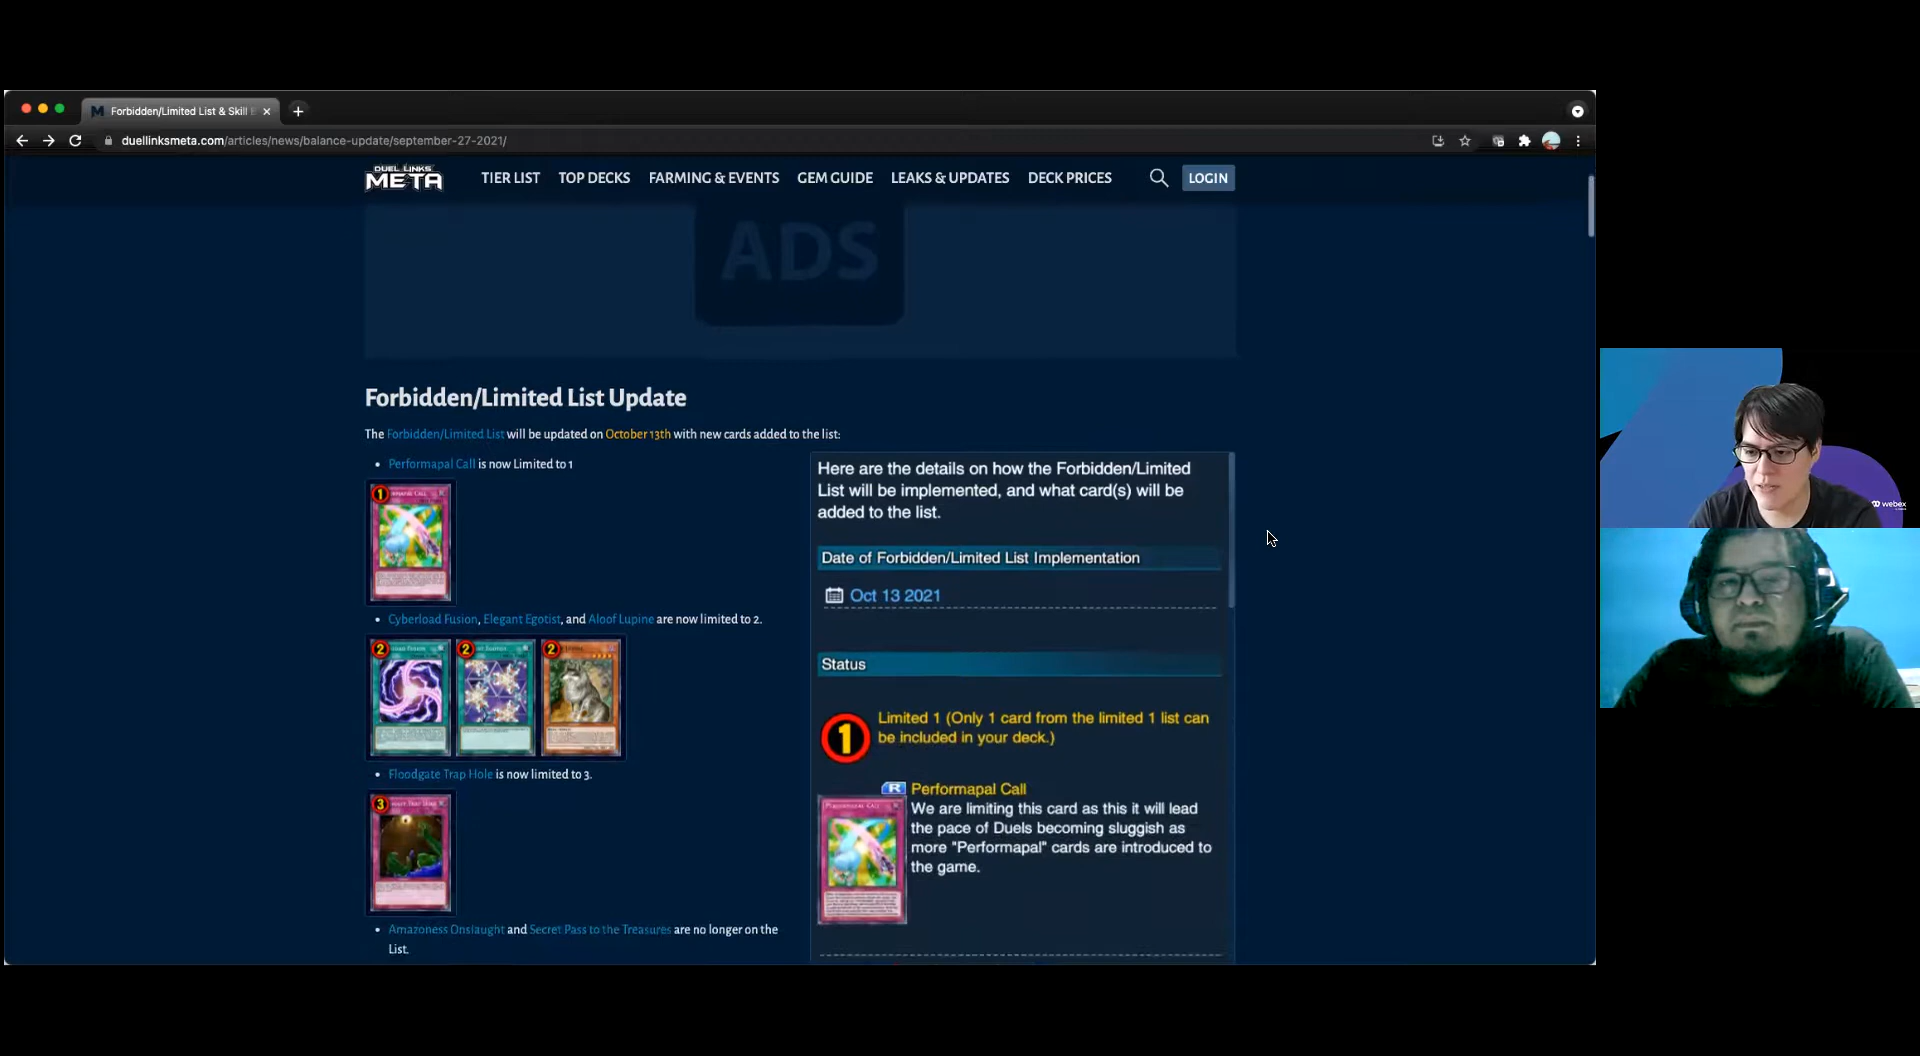 Forbidden/Limited List & Skill
duellinksmeta.com/articles/news/balance-update/september-27-2021/
DUEL LINKS
META
TIER LIST
TOP DECKS
FARMING & EVENTS
GEM GUIDE
LEAKS & UPDATES
DECK PRICES
LOGIN
ADS
Forbidden/Limited List Update
The Forbidden/Limited List will be updated on October 13th with new cards added to the list:
• Performapal Call is now Limited to 1
1
• Cyberload Fusion, Elegant Egotist, and Aloof Lupine are now limited to 2.
2
2
2
• Floodgate Trap Hole is now limited to 3.
3
• Amazoness Onslaught and Secret Pass to the Treasures are no longer on the
List.
Here are the details on how the Forbidden/Limited
List will be implemented, and what card(s) will be
added to the list.
Date of Forbidden/Limited List Implementation
Oct 13 2021
Status
1
Limited 1 (Only 1 card from the limited 1 list can
be included in your deck.)
R Performapal Call
PERFORMAPAL CALL
We are limiting this card as this it will lead
the pace of Duels becoming sluggish as
more "Performapal" cards are introduced to
the game.
webex